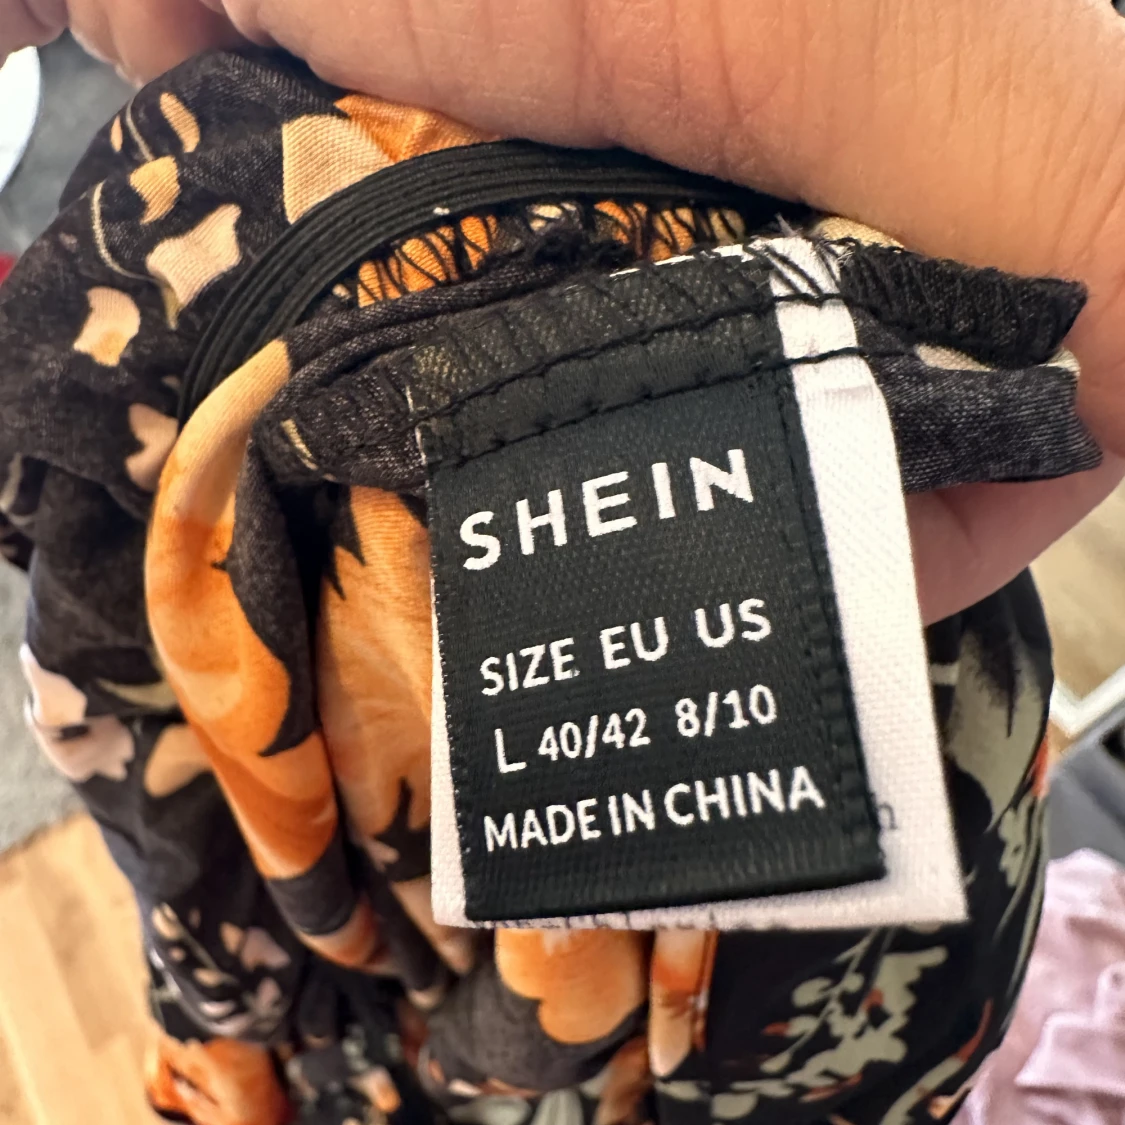 SHEIN
SIZE EU US
L 40/42 8/10
MADE IN CHINA